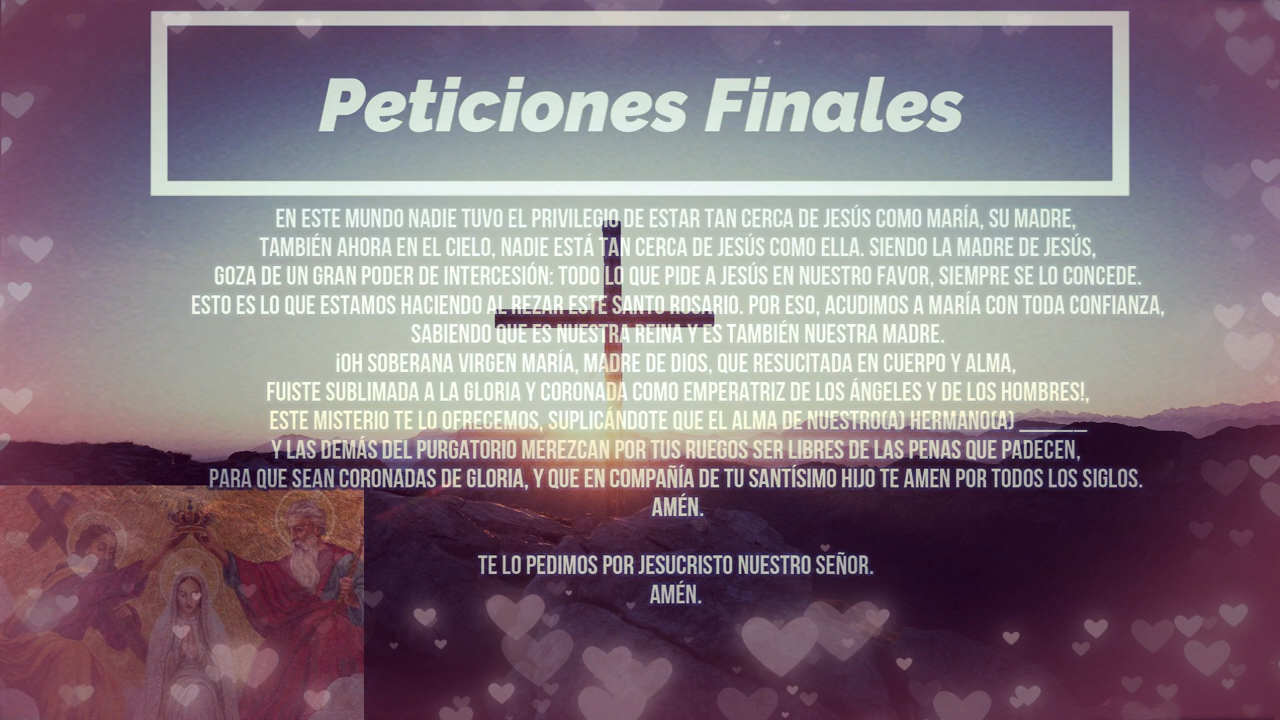 Peticiones Finales
EN ESTE MUNDO NADIE TUVO EL PRIVILEGIO DE ESTAR TAN CERCA DE JESÚS COMO MARÍA, SU MADRE,
TAMBIÉN AHORA EN EL CIELO, NADIE ESTÁ TAN CERCA DE JESÚS COMO ELLA. SIENDO LA MADRE DE JESÚS,
GOZA DE UN GRAN PODER DE INTERCESIÓN: TODO LO QUE PIDE A JESÚS EN NUESTRO FAVOR, SIEMPRE SE LO CONCEDE.
ESTO ES LO QUE ESTAMOS HACIENDO AL REZAR ESTE SANTO ROSARIO. POR ESO, ACUDIMOS A MARÍA CON TODA CONFIANZA,
SABIENDO QUE ES NUESTRA REINA Y ES TAMBIÉN NUESTRA MADRE.
¡OH SOBERANA VIRGEN MARÍA, MADRE DE DIOS, QUE RESUCITADA EN CUERPO Y ALMA,
FUISTE SUBLIMADA A LA GLORIA Y CORONADA COMO EMPERATRIZ DE LOS ÁNGELES Y DE LOS HOMBRES!,
ESTE MISTERIO TE LO OFRECEMOS, SUPLICÁNDOTE QUE EL ALMA DE NUESTRO(A) HERMANO(A) ______
Y LAS DEMÁS DEL PURGATORIO MEREZCAN POR TUS RUEGOS SER LIBRES DE LAS PENAS QUE PADECEN,
PARA QUE SEAN CORONADAS DE GLORIA, Y QUE EN COMPAÑÍA DE TU SANTÍSIMO HIJO TE AMEN POR TODOS LOS SIGLOS.
AMÉN.
TE LO PEDIMOS POR JESUCRISTO NUESTRO SEÑOR.
AMÉN.